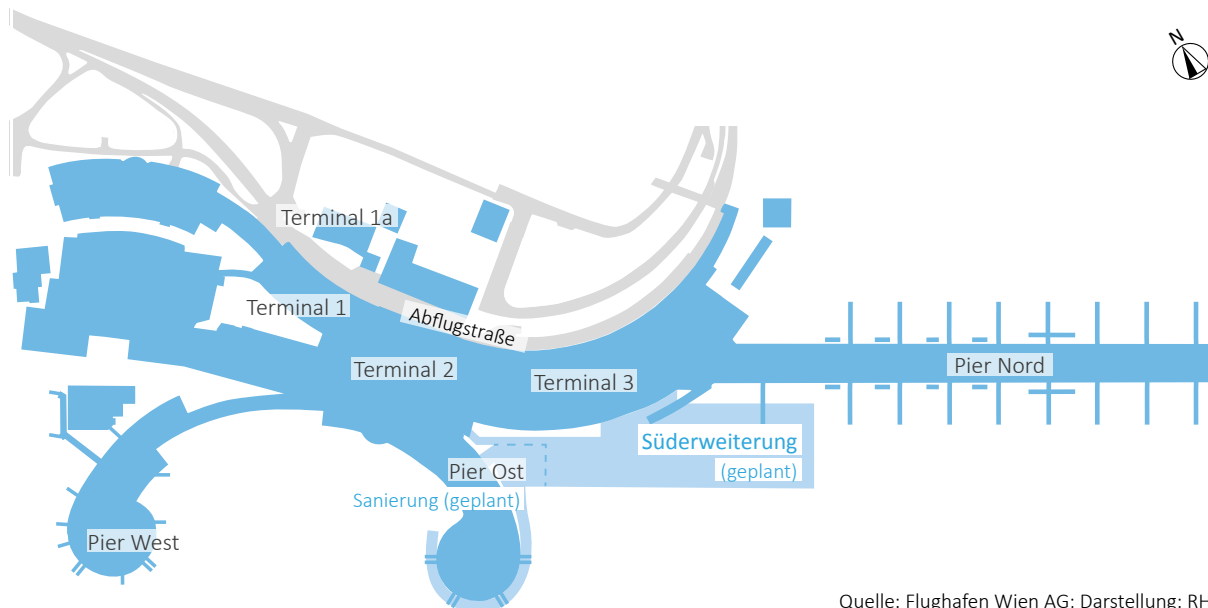 N
Terminal 1a
Terminal 1
Abflugstraße
Terminal 2
Terminal 3
Pier Nord
Süderweiterung
(geplant)
Pier Ost
Sanierung (geplant)
Pier West
Quelle: Flughafen Wien AG; Darstellung: RH